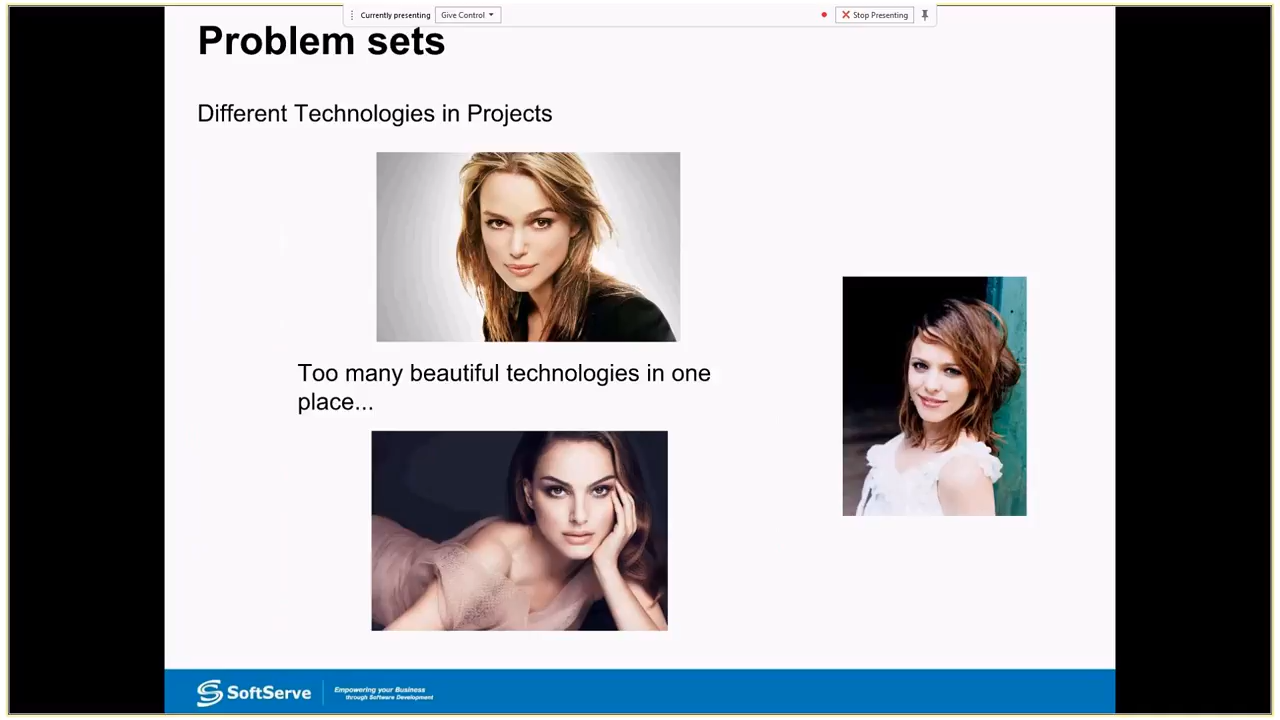 Currently presenting Give Control Stop Presenting
Problem sets
Different Technologies in Projects
Too many beautiful technologies in one
place...
SoftServe
Empowering your Business
through Software Development